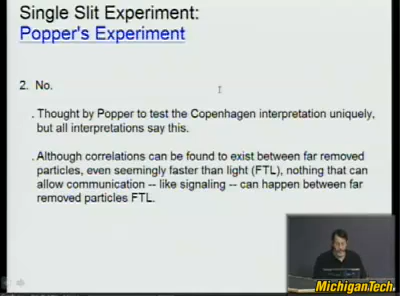 Single Slit Experiment:
Popper's Experiment
2. No.
. Thought by Popper to test the Copenhagen interpretation uniquely,
but all interpretations say this.
. Although correlations can be found to exist between far removed
particles, even seemingly faster than light (FTL), nothing that can
allow communication -- like signaling -- can happen between far
removed particles FTL.
MichiganTech